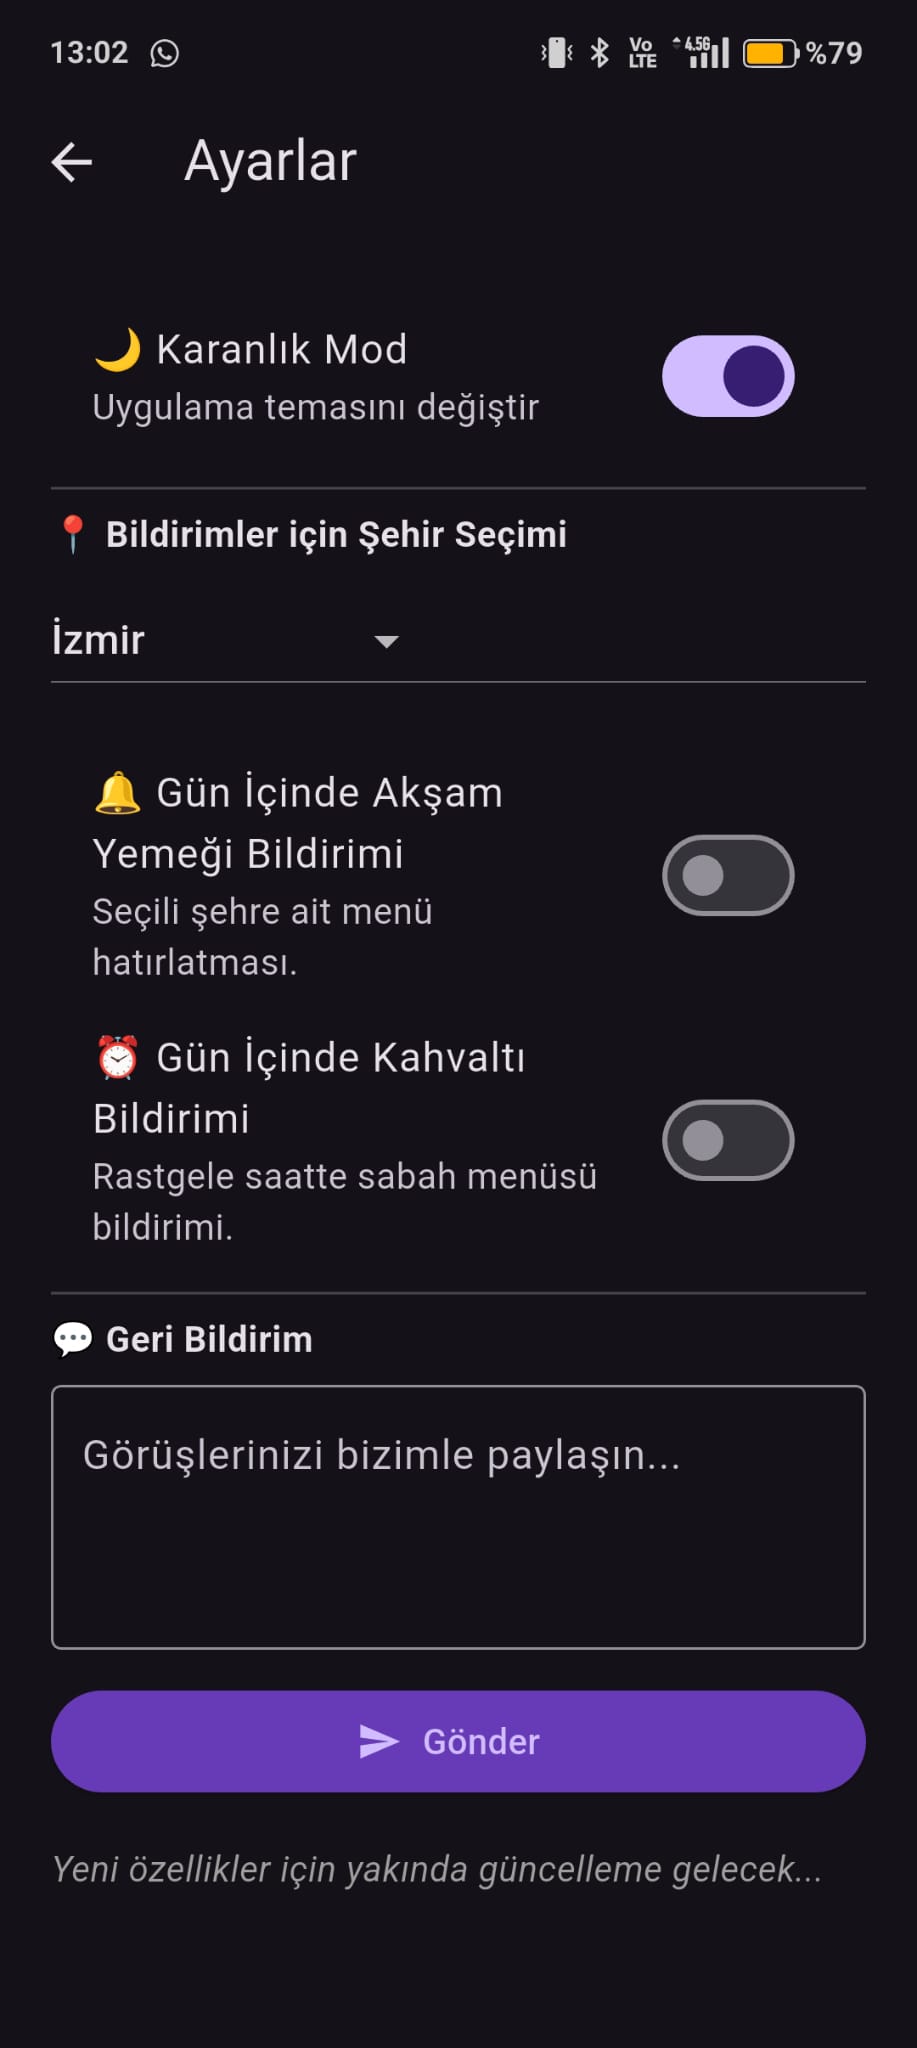 13:02 Vo LTE 4.5G %79
Ayarlar
🌙 Karanlık Mod
Uygulama temasını değiştir
📍 Bildirimler için Şehir Seçimi
İzmir
🔔 Gün İçinde Akşam
Yemeği Bildirimi
Seçili şehre ait menü
hatırlatması.
⏰ Gün İçinde Kahvaltı
Bildirimi
Rastgele saatte sabah menüsü
bildirimi.
💬 Geri Bildirim
Görüşlerinizi bizimle paylaşın...
Gönder
Yeni özellikler için yakında güncelleme gelecek...